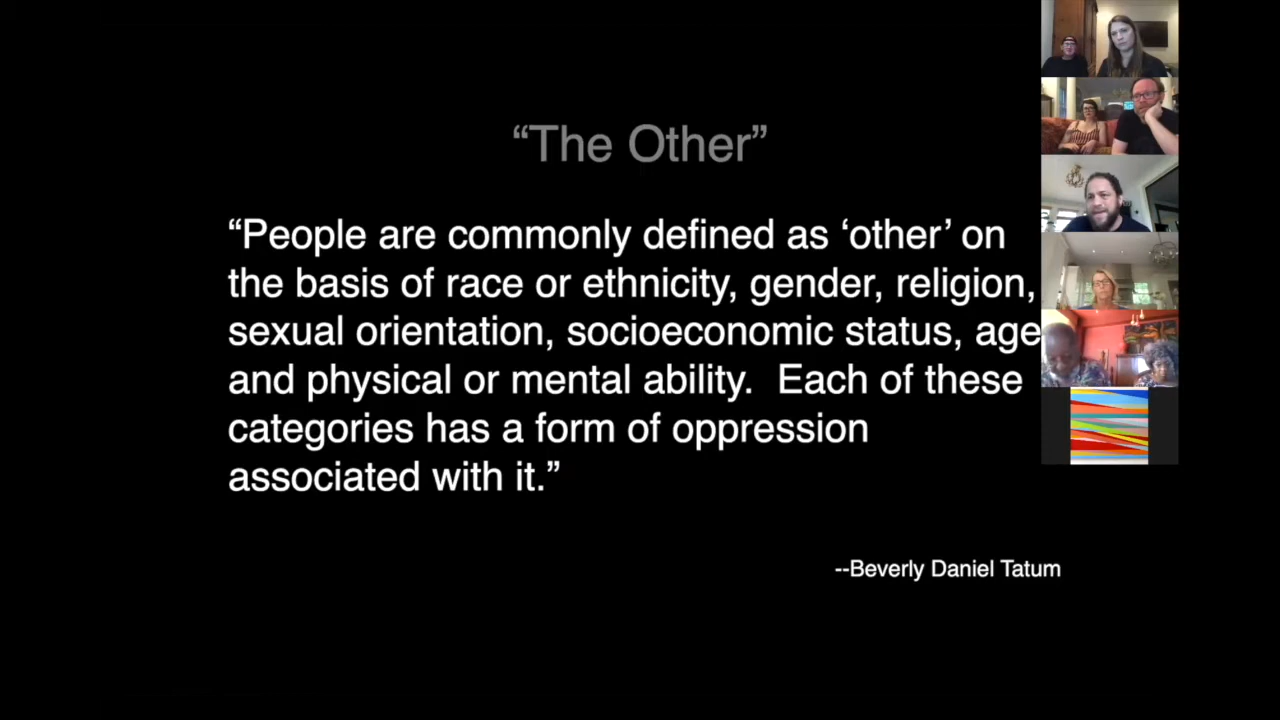 “The Other”
“People are commonly defined as ‘other’ on
the basis of race or ethnicity, gender, religion,
sexual orientation, socioeconomic status, age
and physical or mental ability.  Each of these
categories has a form of oppression
associated with it.”
--Beverly Daniel Tatum